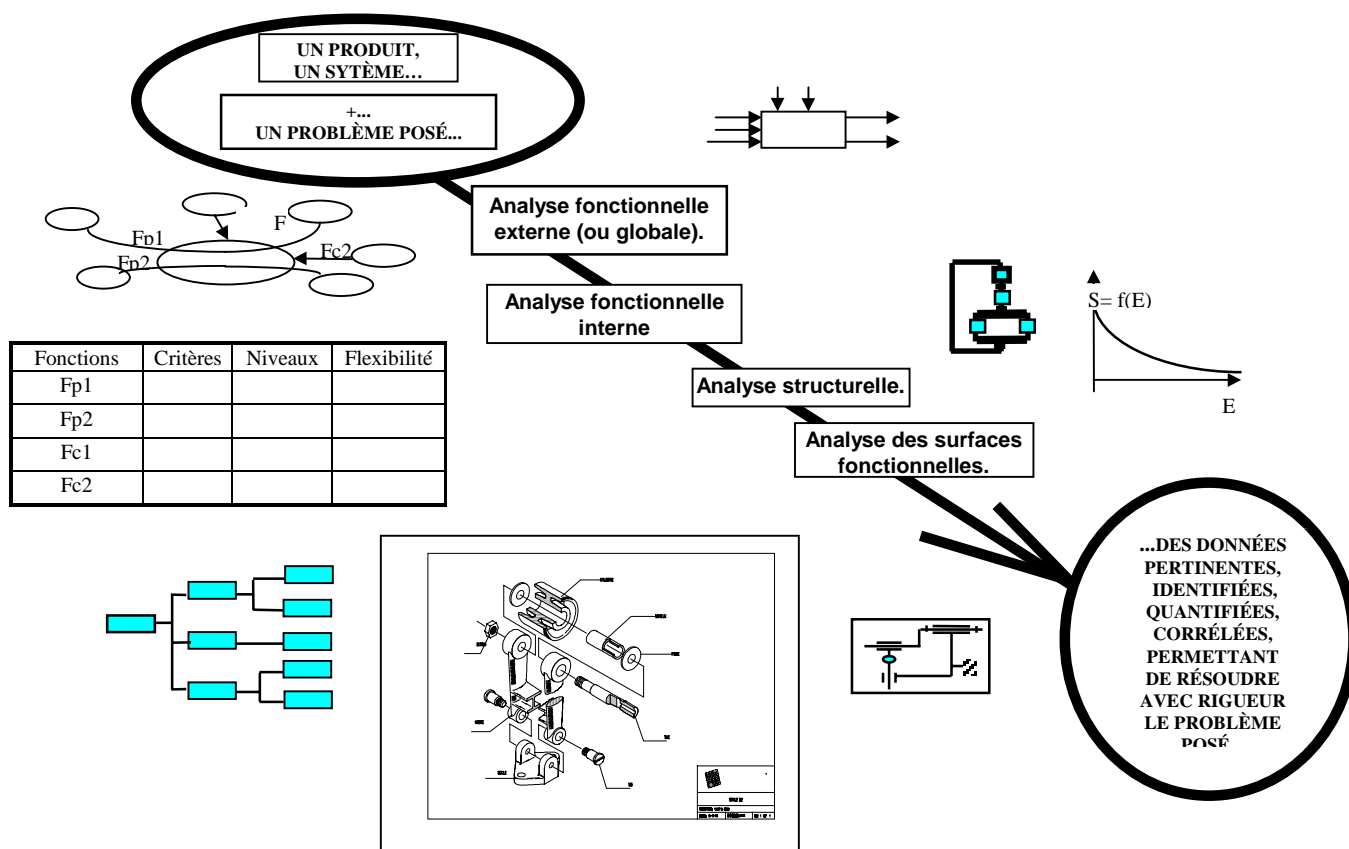 UN PRODUIT,
UN SYTÈME…
+...
UN PROBLÈME POSÉ...
Analyse fonctionnelle
externe (ou globale).
F
Fp1
Fc2
Fp2
Analyse fonctionnelle
interne
S= f(E)
E
Fonctions Critères Niveaux Flexibilité
Fp1
Fp2
Fc1
Fc2
Analyse structurelle.
Analyse des surfaces
fonctionnelles.
...DES DONNÉES
PERTINENTES,
IDENTIFIÉES,
QUANTIFIÉES,
CORRÉLÉES,
PERMETTANT
DE RÉSOUDRE
AVEC RIGUEUR
LE PROBLÈME
POSÉ